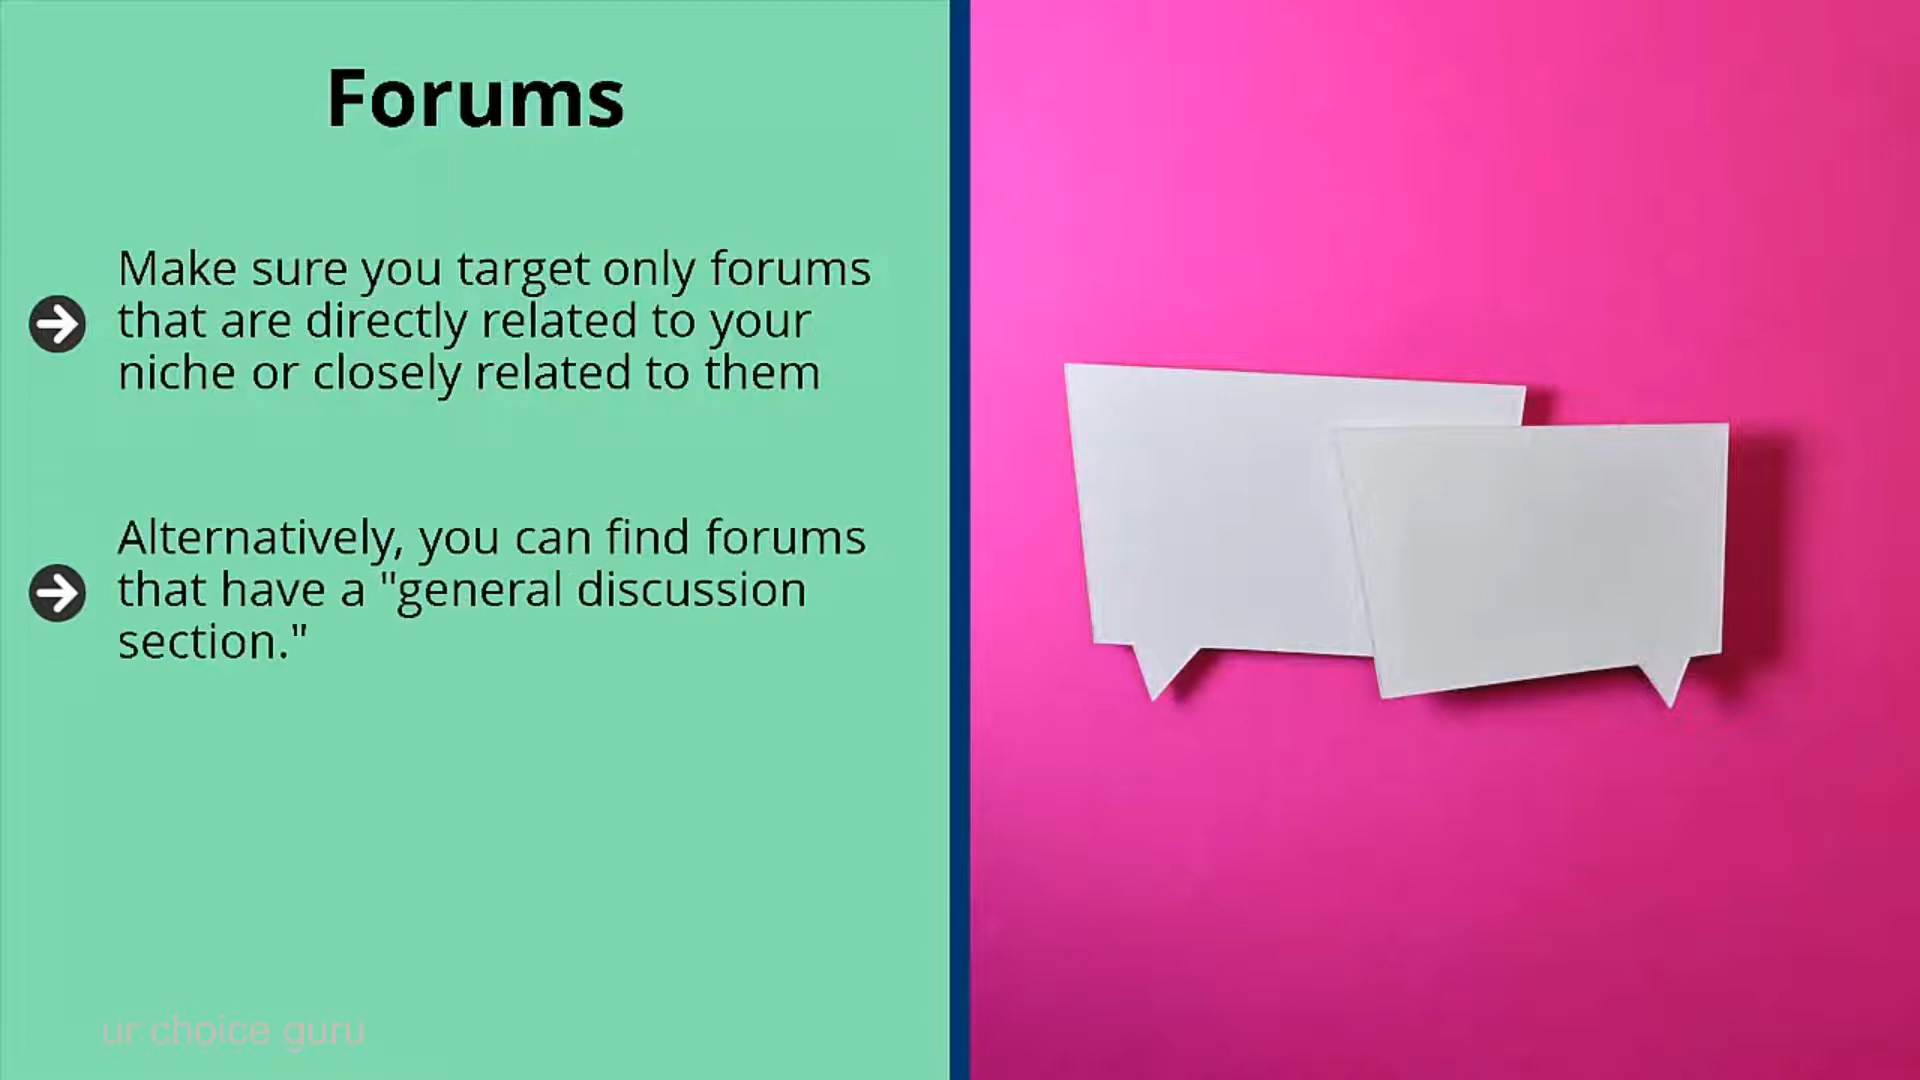 Forums
Make sure you target only forums
that are directly related to your
niche or closely related to them
Alternatively, you can find forums
that have a "general discussion
section."
ur choice guru